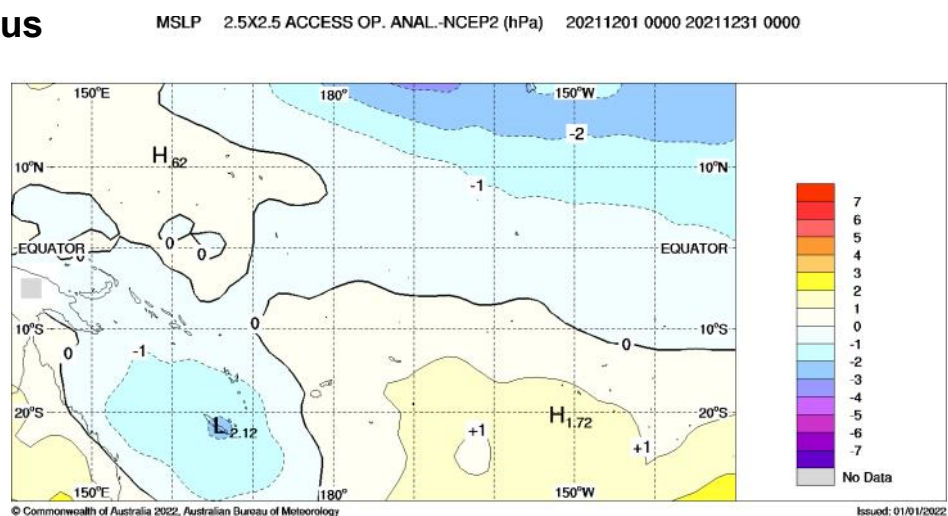 us
MSLP 2.5X2.5 ACCESS OP. ANAL.-NCEP2 (hPa) 20211201 0000 20211231 0000
150°E 180° 150°W
-2
H.62
10°N 10°N
-1
0 0
EQUATOR 0 EQUATOR
0
10°S 10°S
0 -1 0
20°S L-2.12 H1.72 20°S
+1 +1
150°E 180° 150°W
7
6
5
4
3
2
1
0
-1
-2
-3
-4
-5
-6
-7
No Data
© Commonwealth of Australia 2022, Australian Bureau of Meteorology Issued: 01/01/2022